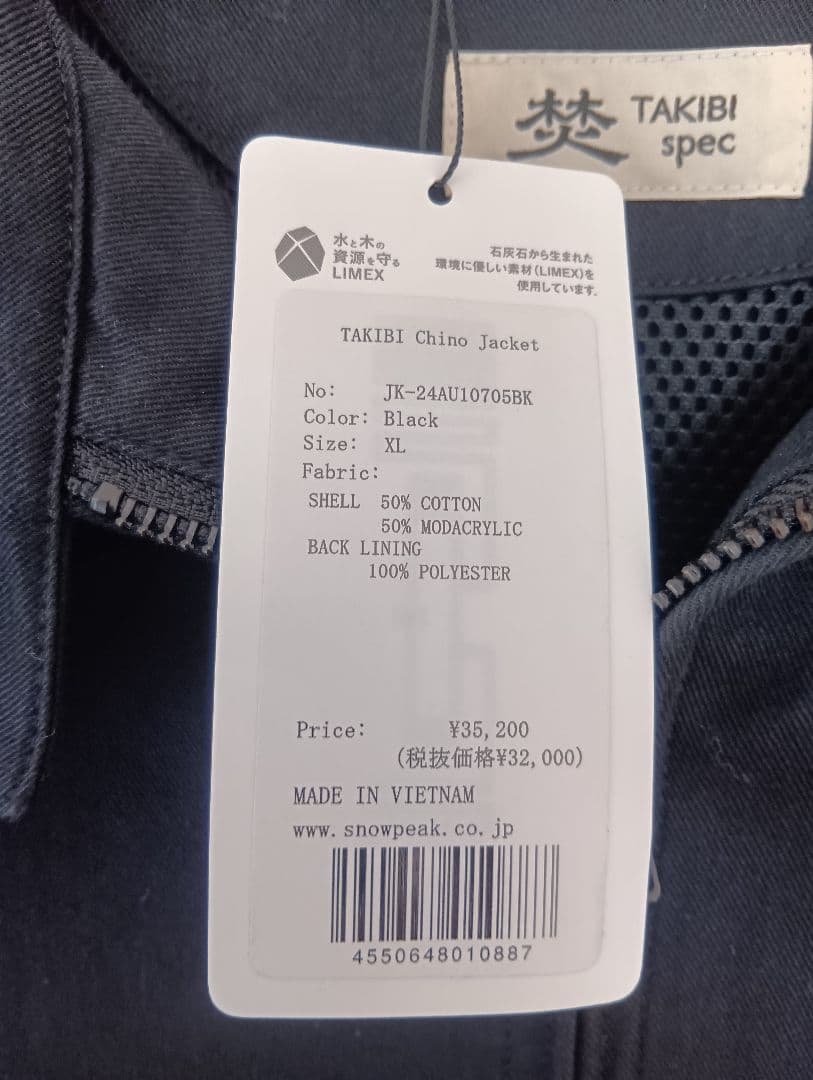 焚 TAKIBI
spec
水と木の
資源を守る
LIMEX
石灰石から生まれた
環境に優しい素材(LIMEX)を
使用しています。
TAKIBI Chino Jacket
No: JK-24AU10705BK
Color: Black
Size: XL
Fabric:
SHELL 50% COTTON
50% MODACRYLIC
BACK LINING
100% POLYESTER
Price: ¥35,200
(税抜価格¥32,000)
MADE IN VIETNAM
www.snowpeak.co.jp
4550648010887